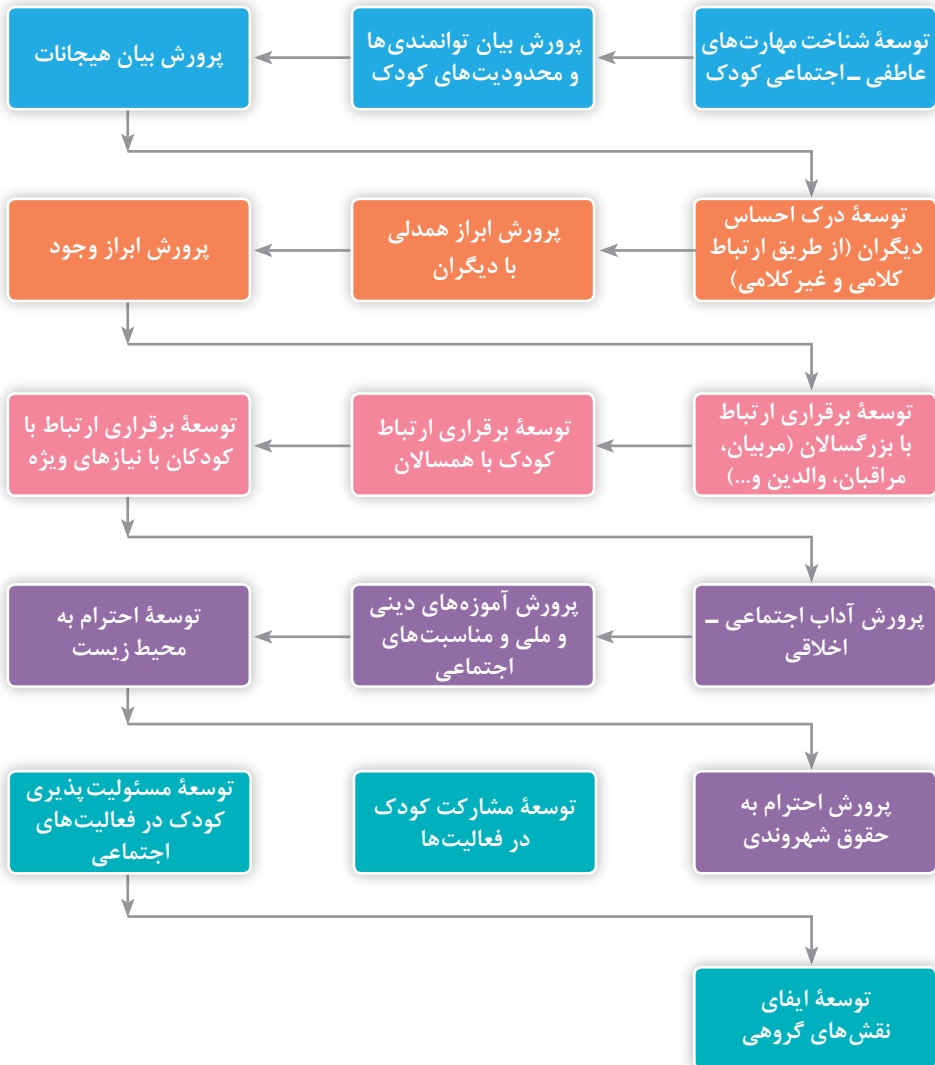 توسعهٔ شناخت مهارت‌های
عاطفی ــ اجتماعی کودک
پرورش بیان توانمندی‌ها
و محدودیت‌های کودک
پرورش بیان هیجانات
توسعهٔ درک احساس
دیگران (از طریق ارتباط
کلامی و غیرکلامی)
پرورش ابراز همدلی
با دیگران
پرورش ابراز وجود
توسعهٔ برقراری ارتباط
با بزرگسالان (مربیان،
مراقبان، والدین و...)
توسعهٔ برقراری ارتباط
کودک با همسالان
توسعهٔ برقراری ارتباط با
کودکان با نیازهای ویژه
پرورش آداب اجتماعی ــ
اخلاقی
پرورش آموزه‌های دینی
و ملی و مناسبت‌های
اجتماعی
توسعهٔ احترام به
محیط زیست
پرورش احترام به
حقوق شهروندی
توسعهٔ مشارکت کودک
در فعالیت‌ها
توسعهٔ مسئولیت‌پذیری
کودک در فعالیت‌های
اجتماعی
توسعهٔ ایفای
نقش‌های گروهی